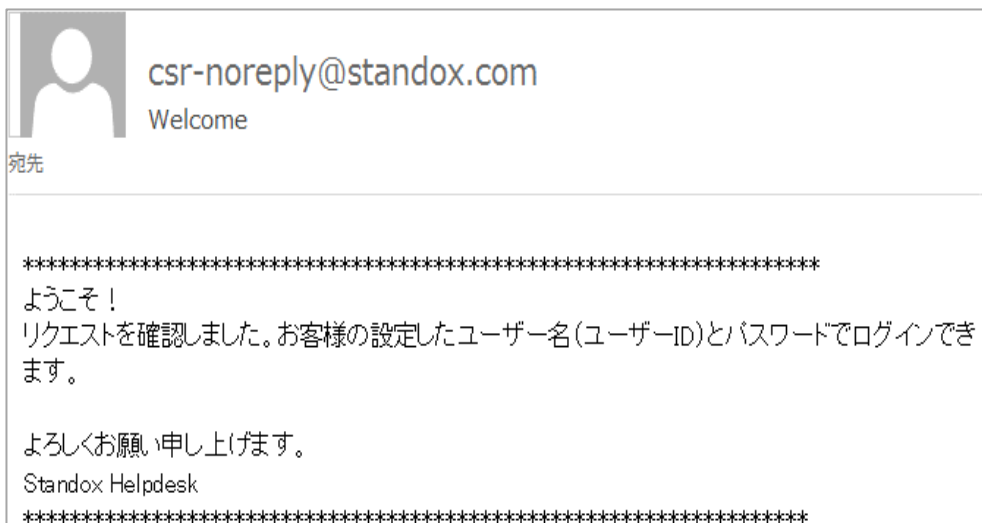 csr-noreply@standox.com
Welcome
宛先
********************************************************************
ようこそ！
リクエストを確認しました。お客様の設定したユーザー名(ユーザーID)とパスワードでログインでき
ます。
よろしくお願い申し上げます。
Standox Helpdesk
*******************************************************************